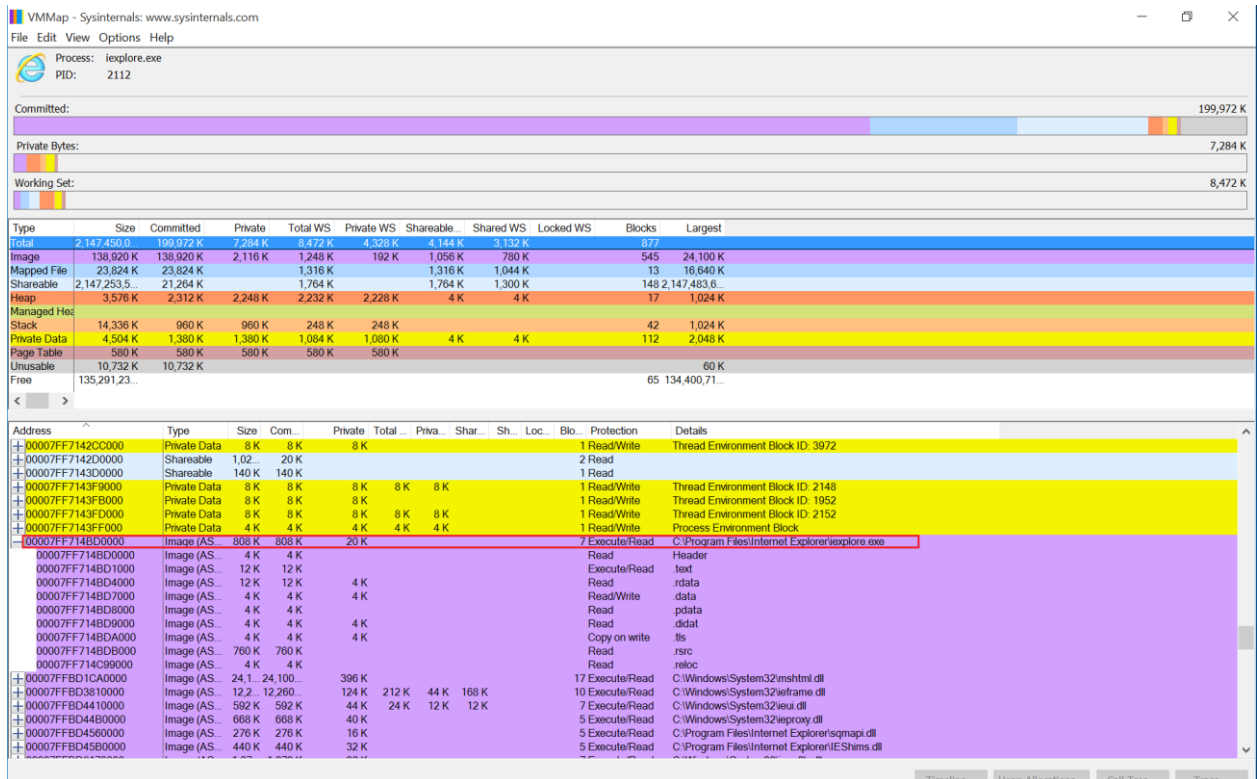 VMMap - Sysinternals: www.sysinternals.com
File Edit View Options Help
Process: iexplore.exe
PID: 2112
Committed: 199,972 K
Private Bytes: 7,284 K
Working Set: 8,472 K
Type Size Committed Private Total WS Private WS Shareable... Shared WS Locked WS Blocks Largest
Total 2,147,450,0... 199,972 K 7,284 K 8,472 K 4,328 K 4,144 K 3,132 K 877
Image 138,920 K 138,920 K 2,116 K 1,248 K 192 K 1,056 K 780 K 545 24,100 K
Mapped File 23,824 K 23,824 K 1,316 K 1,316 K 1,044 K 13 16,640 K
Shareable 2,147,253,5... 21,264 K 1,764 K 1,764 K 1,300 K 148 2,147,483,6...
Heap 3,576 K 2,312 K 2,248 K 2,232 K 2,228 K 4 K 4 K 17 1,024 K
Managed Hea
Stack 14,336 K 960 K 960 K 248 K 248 K 42 1,024 K
Private Data 4,504 K 1,380 K 1,380 K 1,084 K 1,080 K 4 K 4 K 112 2,048 K
Page Table 580 K 580 K 580 K 580 K 580 K
Unusable 10,732 K 10,732 K 60 K
Free 135,291,23... 65 134,400,71...
Address Type Size Com... Private Total ... Priva... Shar... Sh... Loc... Blo... Protection Details
00007FF7142CC000 Private Data 8 K 8 K 8 K 1 Read/Write Thread Environment Block ID: 3972
00007FF7142D0000 Shareable 1,02... 20 K 2 Read
00007FF7143D0000 Shareable 140 K 140 K 1 Read
00007FF7143F9000 Private Data 8 K 8 K 8 K 8 K 8 K 1 Read/Write Thread Environment Block ID: 2148
00007FF7143FB000 Private Data 8 K 8 K 8 K 1 Read/Write Thread Environment Block ID: 1952
00007FF7143FD000 Private Data 8 K 8 K 8 K 8 K 8 K 1 Read/Write Thread Environment Block ID: 2152
00007FF7143FF000 Private Data 4 K 4 K 4 K 4 K 4 K 1 Read/Write Process Environment Block
00007FF714BD0000 Image (AS... 808 K 808 K 20 K 7 Execute/Read C:\Program Files\Internet Explorer\iexplore.exe
00007FF714BD0000 Image (AS... 4 K 4 K Read Header
00007FF714BD1000 Image (AS... 12 K 12 K Execute/Read .text
00007FF714BD4000 Image (AS... 12 K 12 K 4 K Read .rdata
00007FF714BD7000 Image (AS... 4 K 4 K 4 K Read/Write .data
00007FF714BD8000 Image (AS... 4 K 4 K Read .pdata
00007FF714BD9000 Image (AS... 4 K 4 K 4 K Read .didat
00007FF714BDA000 Image (AS... 4 K 4 K 4 K Copy on write .tls
00007FF714BDB000 Image (AS... 760 K 760 K Read .rsrc
00007FF714C99000 Image (AS... 4 K 4 K Read .reloc
00007FFBD1CA0000 Image (AS... 24,1... 24,100... 396 K 17 Execute/Read C:\Windows\System32\mshtml.dll
00007FFBD3810000 Image (AS... 12,2... 12,260... 124 K 212 K 44 K 168 K 10 Execute/Read C:\Windows\System32\ieframe.dll
00007FFBD4410000 Image (AS... 592 K 592 K 44 K 24 K 12 K 12 K 7 Execute/Read C:\Windows\System32\ieui.dll
00007FFBD44B0000 Image (AS... 668 K 668 K 40 K 5 Execute/Read C:\Windows\System32\ieproxy.dll
00007FFBD4560000 Image (AS... 276 K 276 K 16 K 5 Execute/Read C:\Program Files\Internet Explorer\sqmapi.dll
00007FFBD45B0000 Image (AS... 440 K 440 K 32 K 5 Execute/Read C:\Program Files\Internet Explorer\IEShims.dll